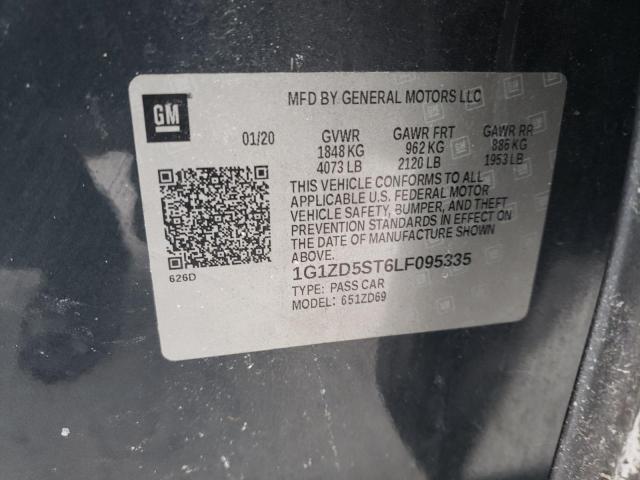 GM
MFD BY GENERAL MOTORS LLC
01/20 GVWR GAWR FRT GAWR RR
1848 KG 962 KG 886 KG
4073 LB 2120 LB 1953 LB
THIS VEHICLE CONFORMS TO ALL
APPLICABLE U.S. FEDERAL MOTOR
VEHICLE SAFETY, BUMPER, AND THEFT
PREVENTION STANDARDS IN EFFECT ON
THE DATE OF MANUFACTURE SHOWN
ABOVE.
626D
1G1ZD5ST6LF095335
TYPE: PASS CAR
MODEL: 651ZD69